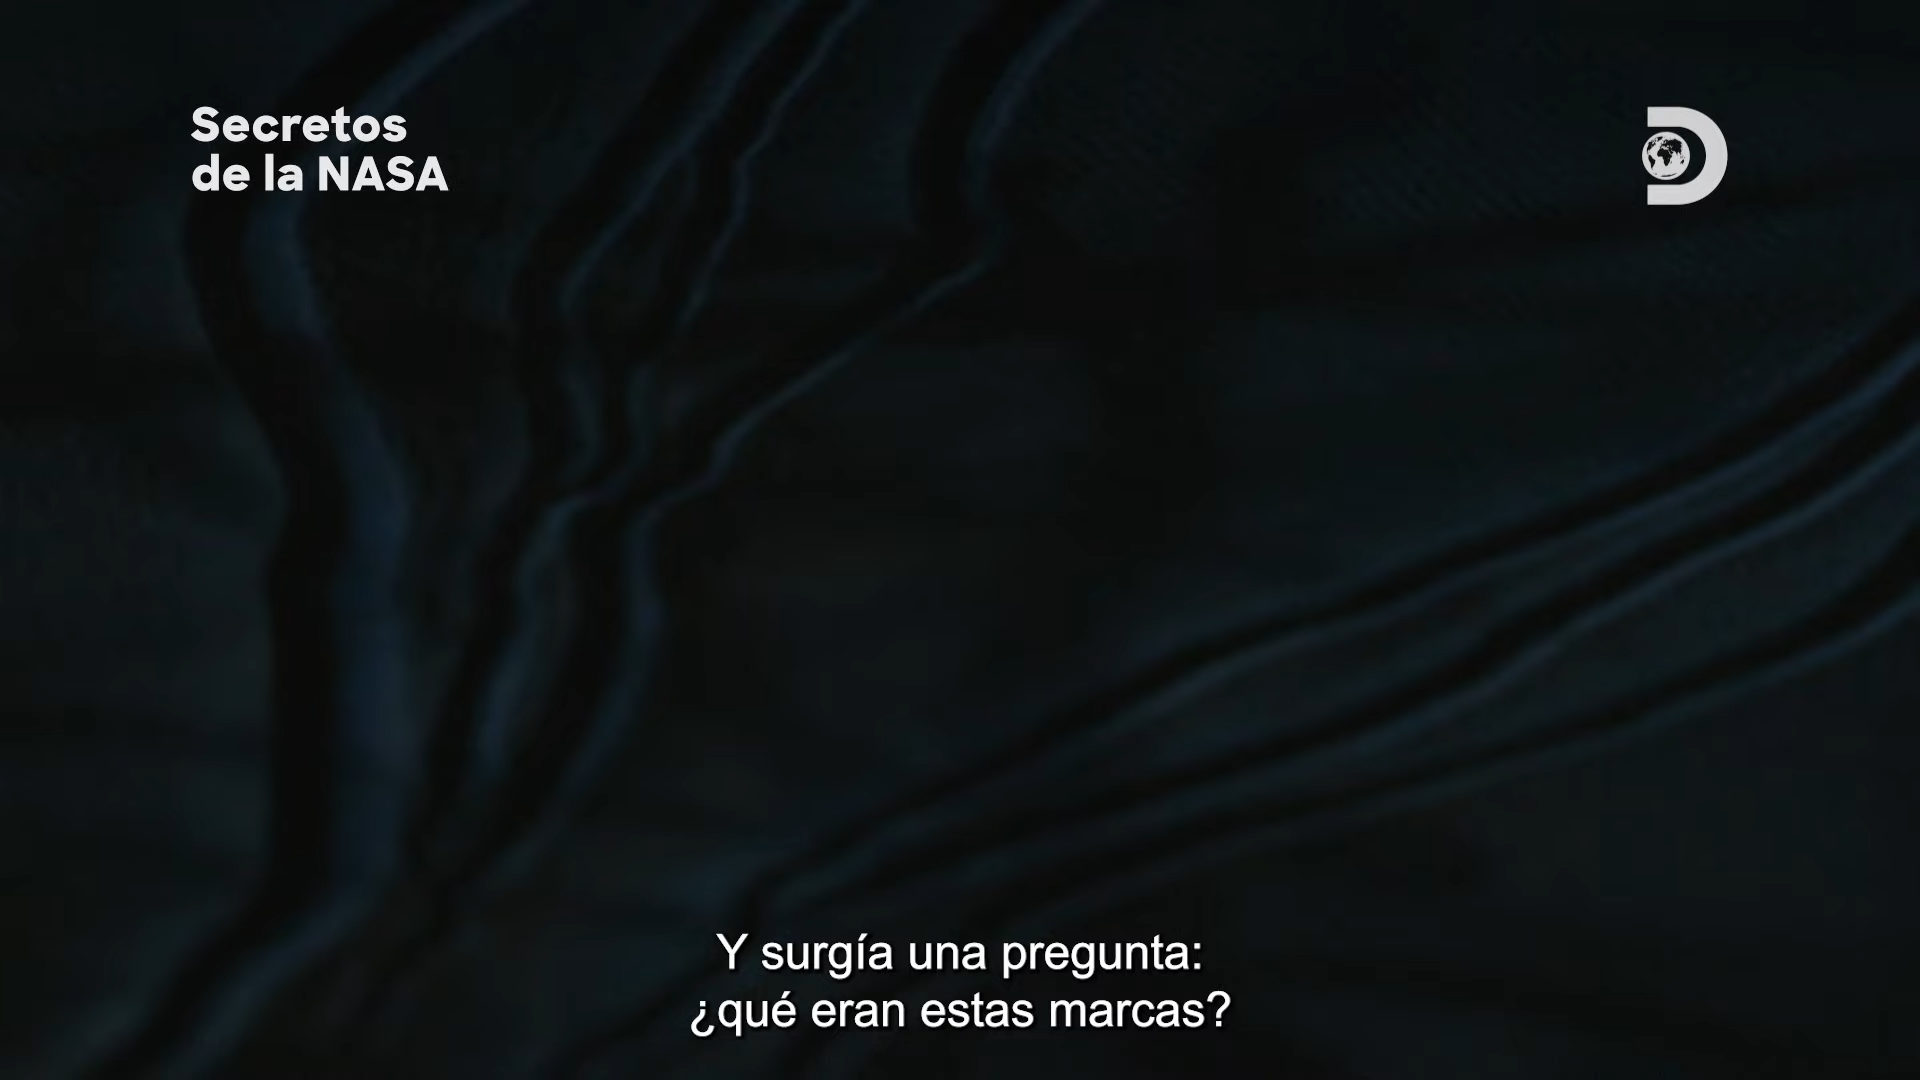 Secretos
de la NASA
Y surgía una pregunta:
¿qué eran estas marcas?